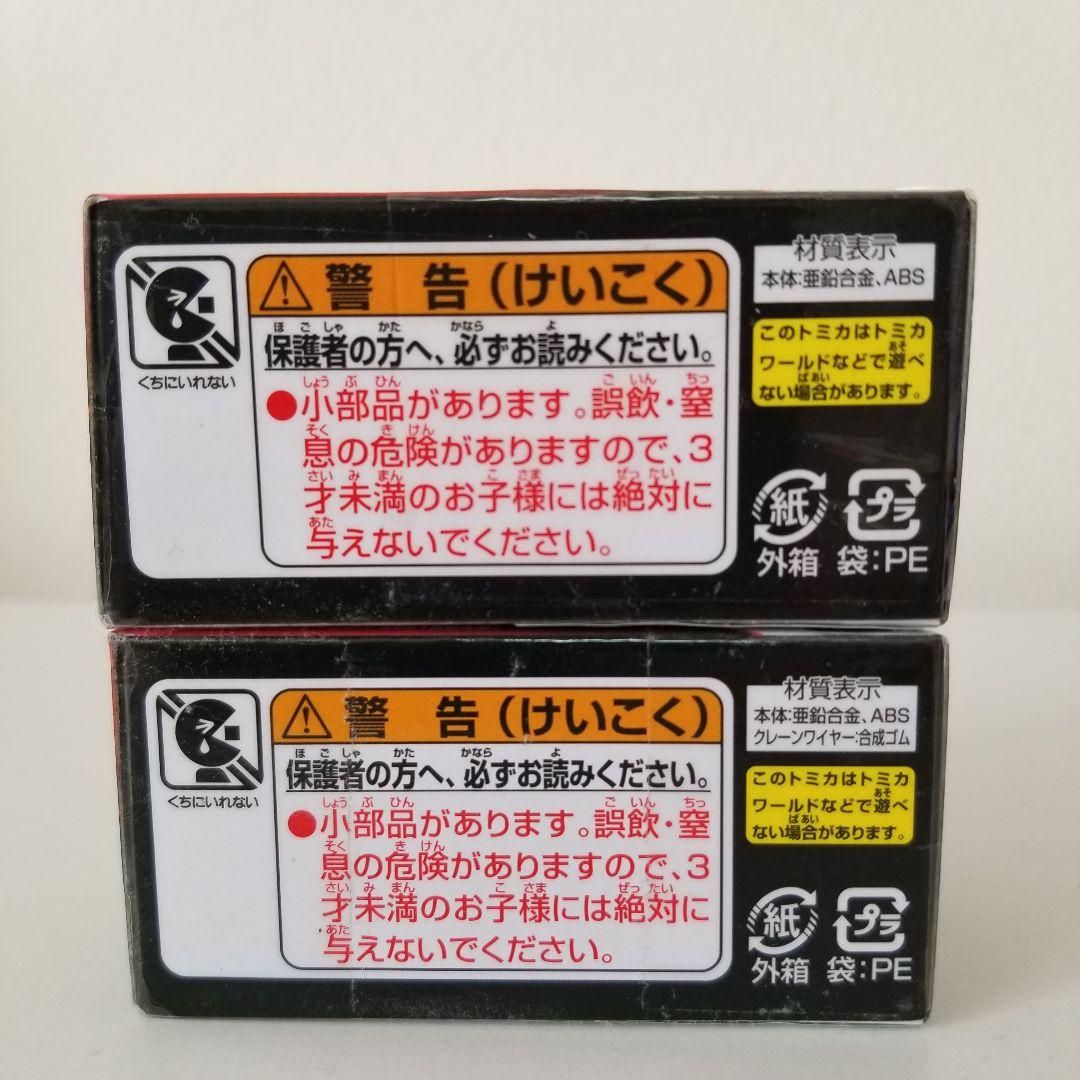 警 告 (けいこく)
保護者の方へ、必ずお読みください。
ほごしゃ かた かなら よ
●小部品があります。誤飲・窒
しょうぶひん ごいん ちっ
息の危険がありますので、3
そく きけん
才未満のお子様には絶対に
さいみまん こさま ぜったい
与えないでください。
あた
くちにいれない
材質表示
本体:亜鉛合金、ABS
このトミカはトミカ
ワールドなどで遊べ
あそ
ない場合があります。
ばあい
紙 プラ
外箱 袋:PE
警 告 (けいこく)
保護者の方へ、必ずお読みください。
ほごしゃ かた かなら よ
●小部品があります。誤飲・窒
しょうぶひん ごいん ちっ
息の危険がありますので、3
そく きけん
才未満のお子様には絶対に
さいみまん こさま ぜったい
与えないでください。
あた
くちにいれない
材質表示
本体:亜鉛合金、ABS
クレーンワイヤー:合成ゴム
このトミカはトミカ
ワールドなどで遊べ
あそ
ない場合があります。
ばあい
紙 プラ
外箱 袋:PE